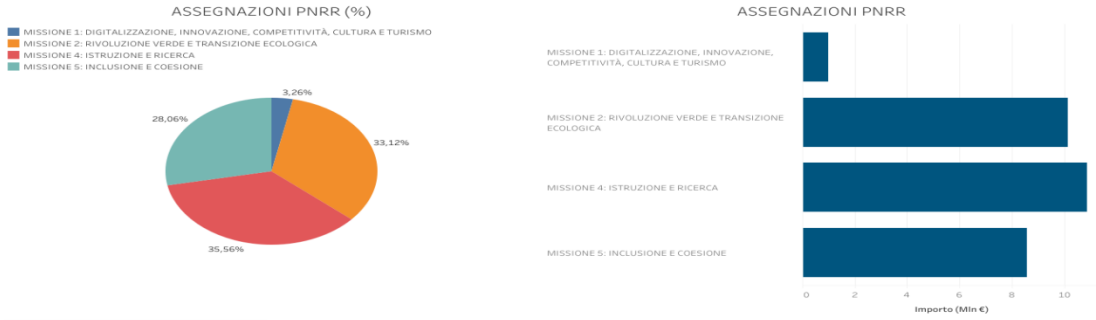 ASSEGNAZIONI PNRR (%)
MISSIONE 1: DIGITALIZZAZIONE, INNOVAZIONE, COMPETITIVITÀ, CULTURA E TURISMO
MISSIONE 2: RIVOLUZIONE VERDE E TRANSIZIONE ECOLOGICA
MISSIONE 4: ISTRUZIONE E RICERCA
MISSIONE 5: INCLUSIONE E COESIONE
3,26%
28,06%
33,12%
35,56%
ASSEGNAZIONI PNRR
MISSIONE 1: DIGITALIZZAZIONE, INNOVAZIONE,
COMPETITIVITÀ, CULTURA E TURISMO
MISSIONE 2: RIVOLUZIONE VERDE E TRANSIZIONE
ECOLOGICA
MISSIONE 4: ISTRUZIONE E RICERCA
MISSIONE 5: INCLUSIONE E COESIONE
0 2 4 6 8 10
Importo (Mln €)